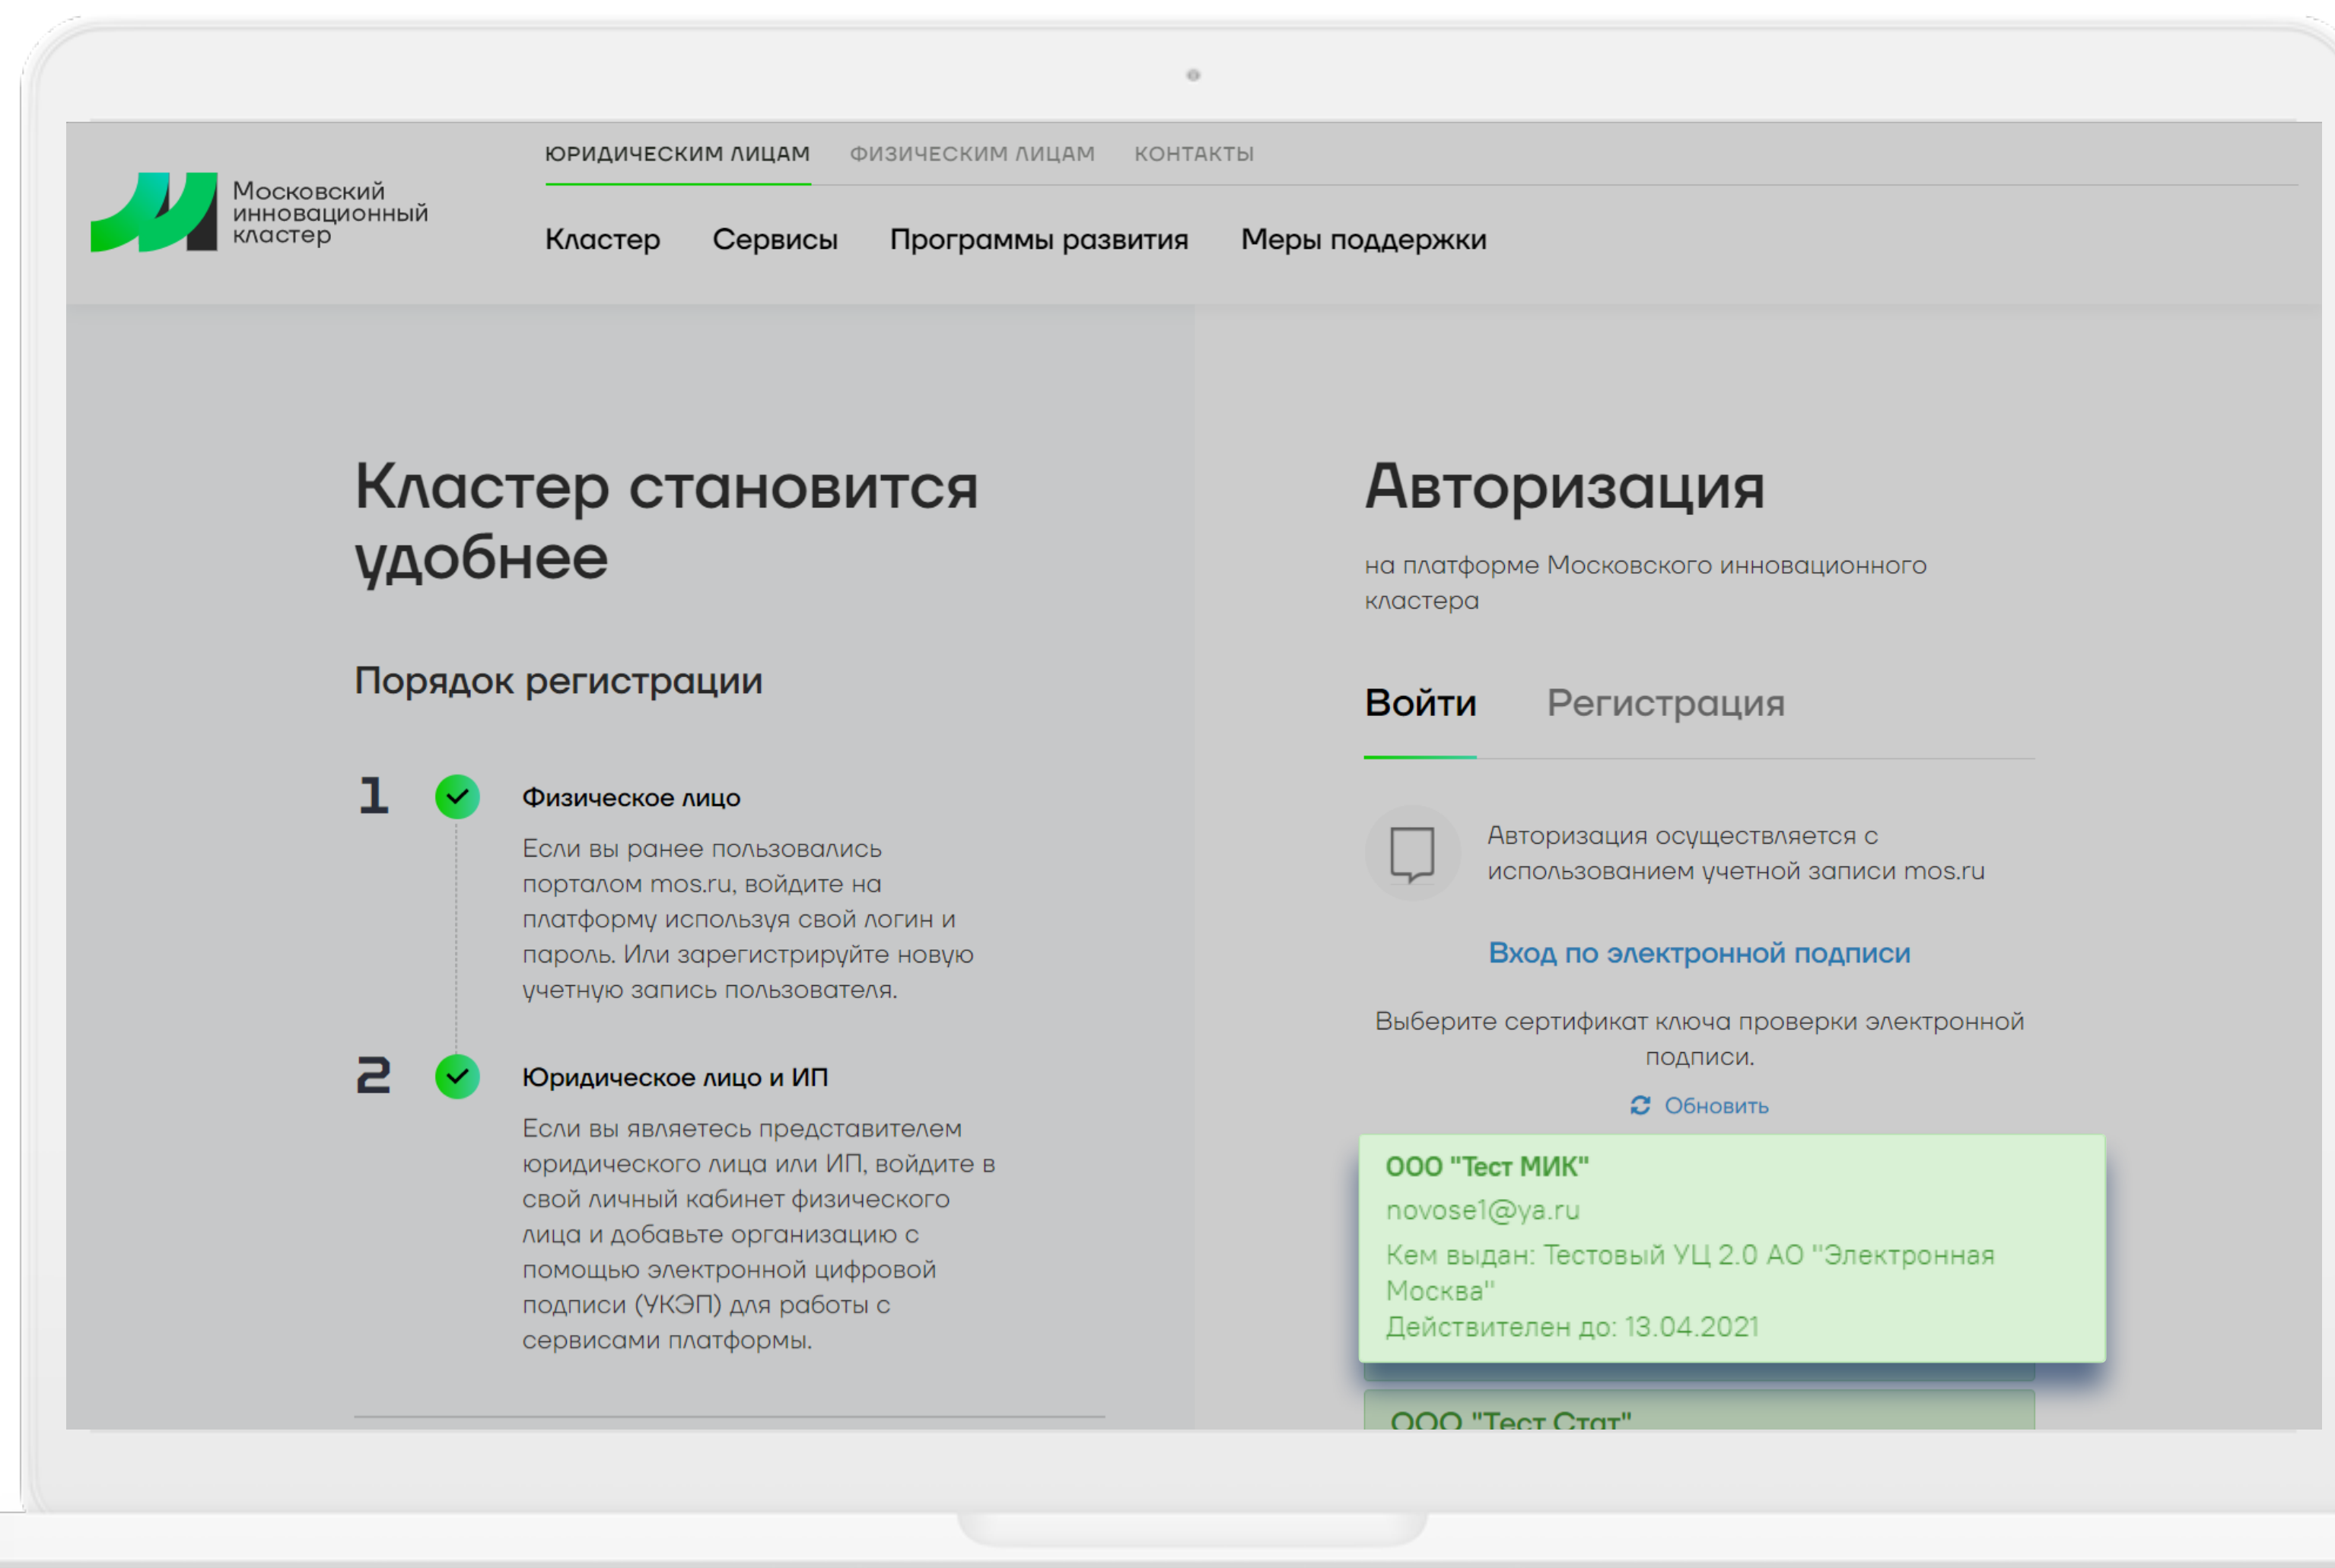 ЮРИДИЧЕСКИМ ЛИЦАМ ФИЗИЧЕСКИМ ЛИЦАМ КОНТАКТЫ
Московский
инновационный
кластер
Кластер Сервисы Программы развития Меры поддержки
Кластер становится
удобнее
Порядок регистрации
1 Физическое лицо
Если вы ранее пользовались
порталом mos.ru, войдите на
платформу используя свой логин и
пароль. Или зарегистрируйте новую
учетную запись пользователя.
2 Юридическое лицо и ИП
Если вы являетесь представителем
юридического лица или ИП, войдите в
свой личный кабинет физического
лица и добавьте организацию с
помощью электронной цифровой
подписи (УКЭП) для работы с
сервисами платформы.
Авторизация
на платформе Московского инновационного
кластера
Войти Регистрация
Авторизация осуществляется с
использованием учетной записи mos.ru
Вход по электронной подписи
Выберите сертификат ключа проверки электронной
подписи.
Обновить
ООО "Тест МИК"
novose1@ya.ru
Кем выдан: Тестовый УЦ 2.0 АО "Электронная
Москва"
Действителен до: 13.04.2021
ООО "Тест Стат"